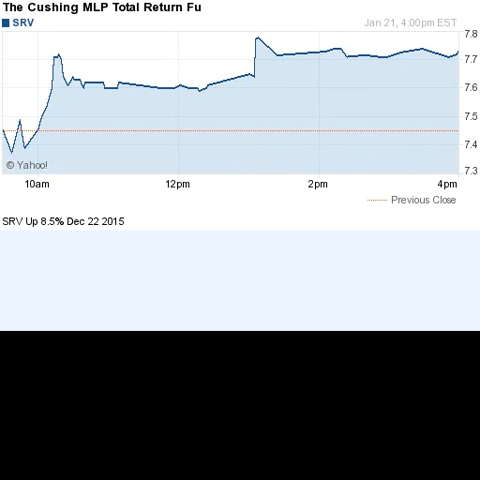 The Cushing MLP Total Return Fu
SRV
Jan 21, 4:00pm EST
7.8
7.7
7.6
7.5
7.4
7.3
© Yahoo!
10am 12pm 2pm 4pm
Previous Close
SRV Up 8.5% Dec 22 2015